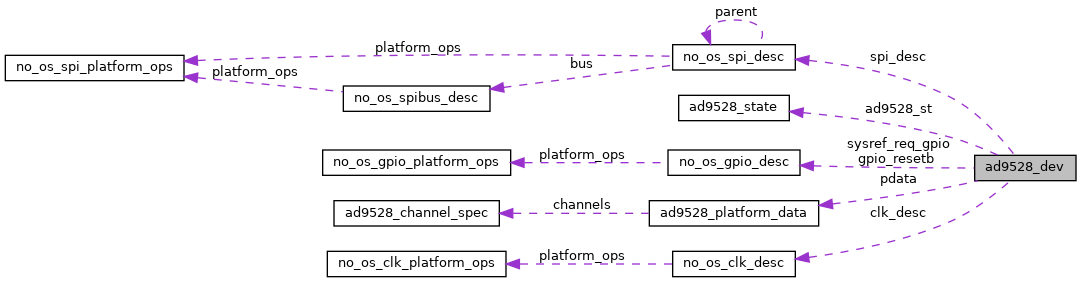 parent
no_os_spi_platform_ops
platform_ops
platform_ops
bus
no_os_spi_desc
spi_desc
no_os_spibus_desc
ad9528_state
ad9528_st
no_os_gpio_platform_ops
platform_ops
no_os_gpio_desc
sysref_req_gpio
gpio_resetb
ad9528_dev
pdata
ad9528_channel_spec
channels
ad9528_platform_data
clk_desc
no_os_clk_platform_ops
platform_ops
no_os_clk_desc